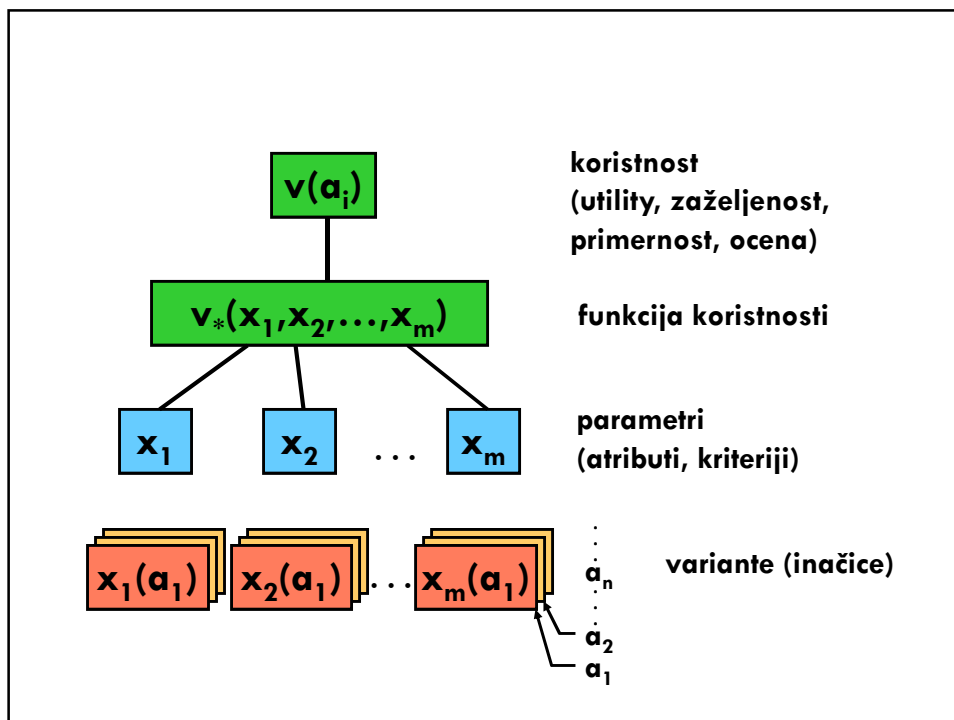 v(aᵢ)
koristnost
(utility, zaželjenost,
primernost, ocena)
v*(x₁,x₂,...,xₘ)
funkcija koristnosti
x₁ x₂ ... xₘ
parametri
(atributi, kriteriji)
x₁(a₁) x₂(a₁) ... xₘ(a₁)
aₙ
variante (inačice)
a₂
a₁